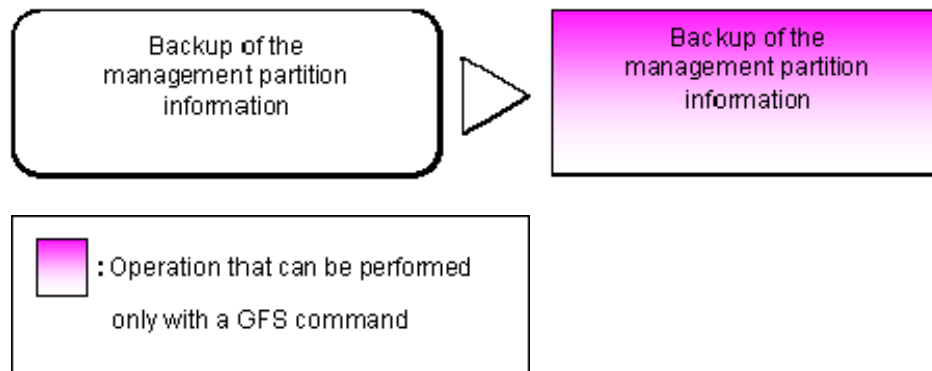 Backup of the
management partition
information
Backup of the
management partition
information
: Operation that can be performed
only with a GFS command